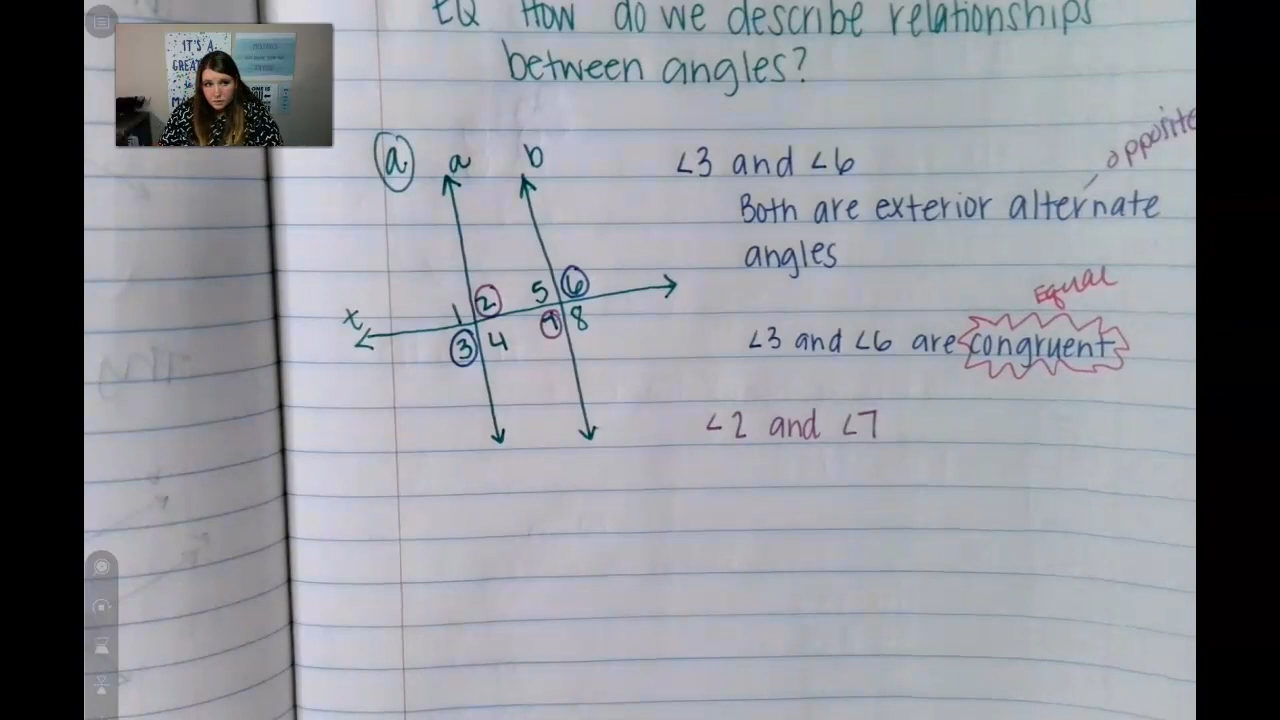 EQ How do we describe relationships
between angles?
IT'S A
GREAT
a a b
∠3 and ∠6
opposite
Both are exterior alternate
angles
1 2 5 6
t
3 4 7 8
Equal
∠3 and ∠6 are congruent
∠2 and ∠7